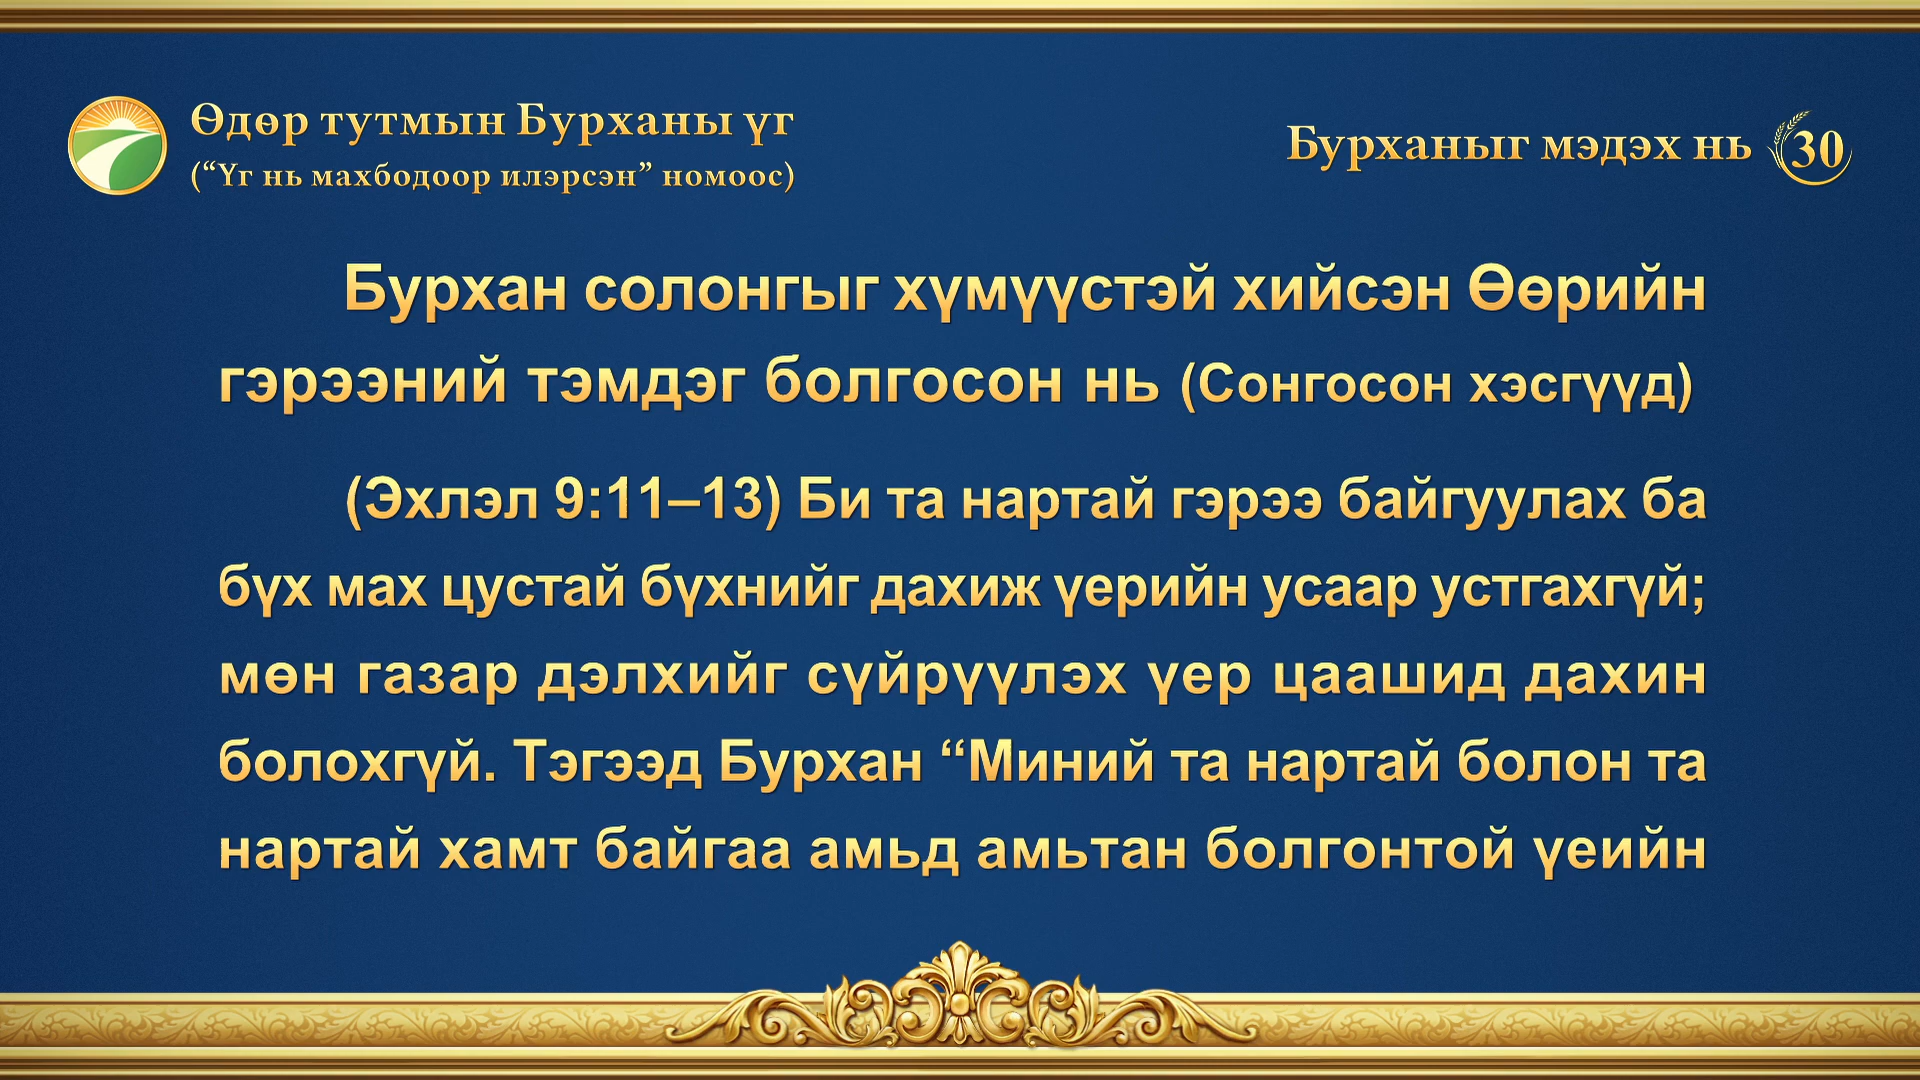 Өдөр тутмын Бурханы үг
(“Үг нь махбодоор илэрсэн” номоос)
Бурханыг мэдэх нь 30
Бурхан солонгыг хүмүүстэй хийсэн Өөрийн
гэрээний тэмдэг болгосон нь (Сонгосон хэсгүүд)
(Эхлэл 9:11–13) Би та нартай гэрээ байгуулах ба
бүх мах цустай бүхнийг дахиж үерийн усаар устгахгүй;
мөн газар дэлхийг сүйрүүлэх үер цаашид дахин
болохгүй. Тэгээд Бурхан “Миний та нартай болон та
нартай хамт байгаа амьд амьтан болгонтой үеийн